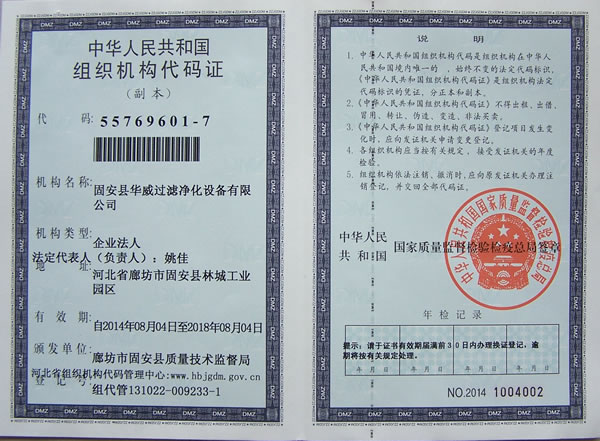 中华人民共和国
组织机构代码证
(副本)
代 码: 55769601-7
机构名称: 固安县华威过滤净化设备有限
公司
机构类型: 企业法人
法定代表人(负责人): 姚佳
地 址: 河北省廊坊市固安县林城工业
园区
有 效 期 自2014年08月04日至2018年08月04日
颁发单位: 廊坊市固安县质量技术监督局
河北省组织机构代码管理中心:www.hbjgdm.gov.cn
登 记 号 组代管131022-009233-1
说 明
1. 中华人民共和国组织机构代码是组织机构在中华人
民共和国境内唯一的、始终不变的法定代码标识,
《中华人民共和国组织机构代码证》是组织机构法定
代码标识的凭证,分正本和副本。
2. 《中华人民共和国组织机构代码证》不得出租、出借、
冒用、转让、伪造、变造、非法买卖。
3. 《中华人民共和国组织机构代码证》登记项目发生变
化时,应向发证机关申请变更登记。
4. 各组织机构应当按有关规定,接受发证机关的年度
检验。
5. 组织机构依法注销、撤消时,应向原发证机关办理注
销登记,并交回全部代码证。
中华人民
共和国 国家质量监督检验检疫总局签章
年检记录
提示: 请于证书有效期届满前30日内办理换证登记,逾
期将按有关规定处理。
年 月 日 年 月 日 年 月 日 年 月 日
NO.2014 1004002